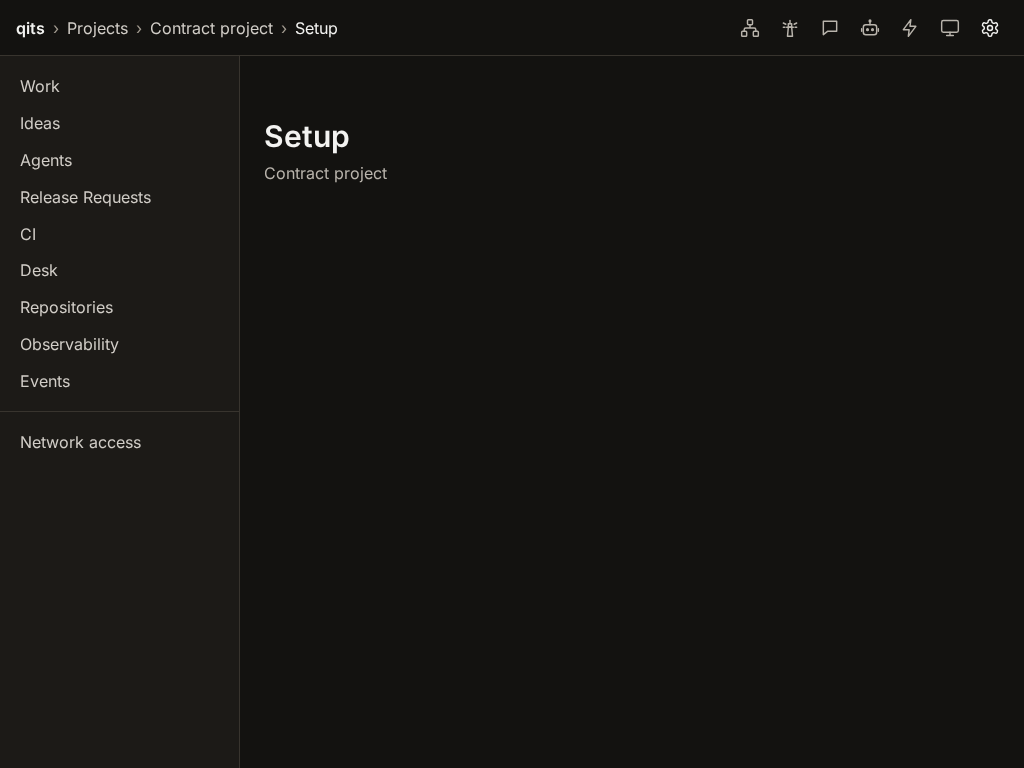 qits › Projects › Contract project › Setup
Work
Ideas
Agents
Release Requests
CI
Desk
Repositories
Observability
Events
Network access
Setup
Contract project